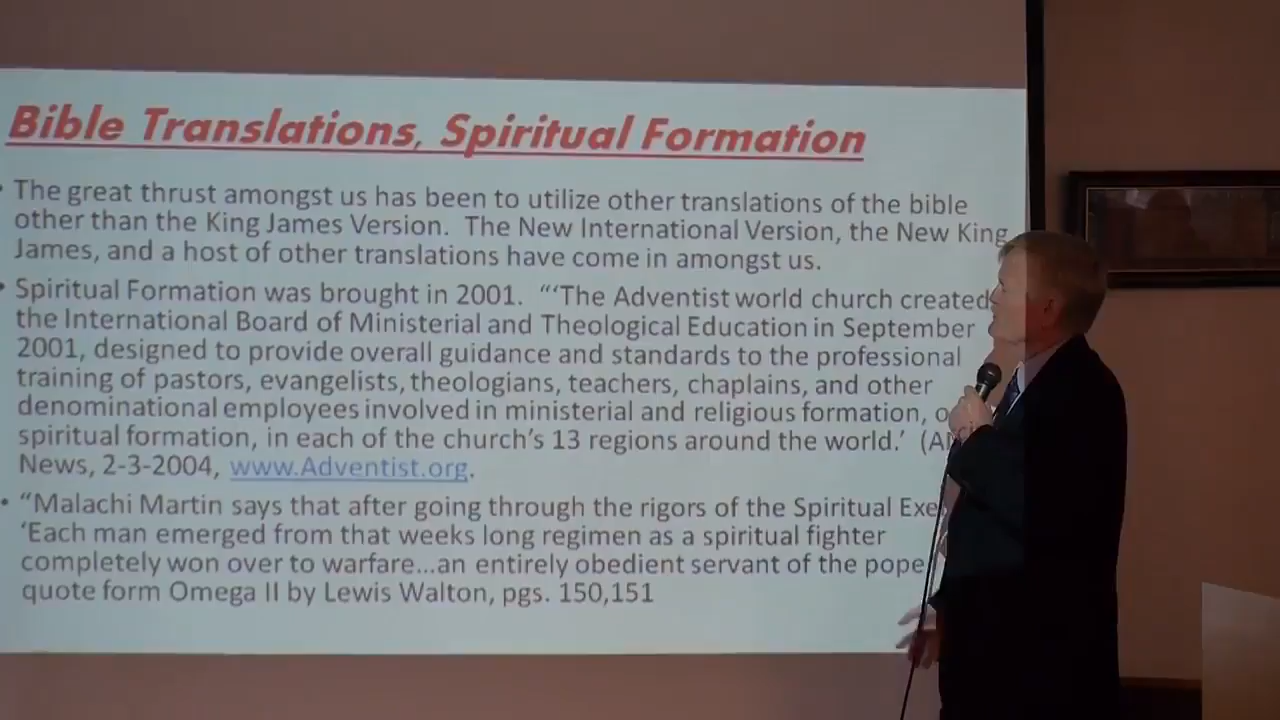 Bible Translations, Spiritual Formation
• The great thrust amongst us has been to utilize other translations of the bible
other than the King James Version. The New International Version, the New King
James, and a host of other translations have come in amongst us.
• Spiritual Formation was brought in 2001. “‘The Adventist world church created
the International Board of Ministerial and Theological Education in September
2001, designed to provide overall guidance and standards to the professional
training of pastors, evangelists, theologians, teachers, chaplains, and other
denominational employees involved in ministerial and religious formation,
spiritual formation, in each of the church’s 13 regions around the world.’
News, 2-3-2004, www.Adventist.org.
• “Malachi Martin says that after going through the rigors of the Spiritual
‘Each man emerged from that weeks long regimen as a spiritual fighter
completely won over to warfare…an entirely obedient servant of the pope
quote form Omega II by Lewis Walton, pgs. 150,151